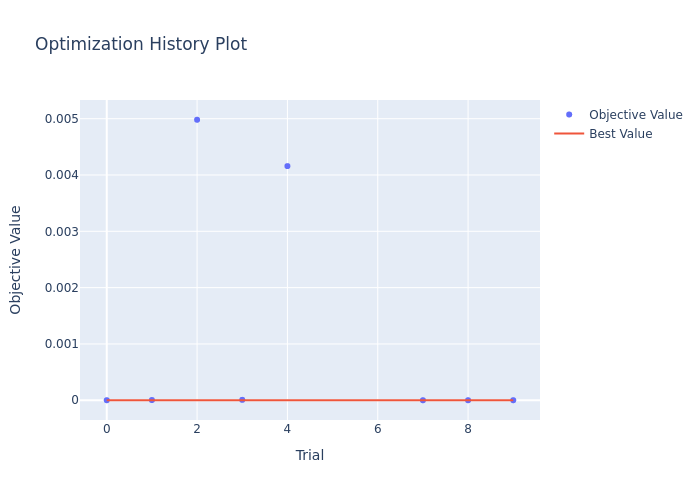 Optimization History Plot
Objective Value
Best Value
0.005
0.004
0.003
0.002
0.001
0
Objective Value
0 2 4 6 8
Trial